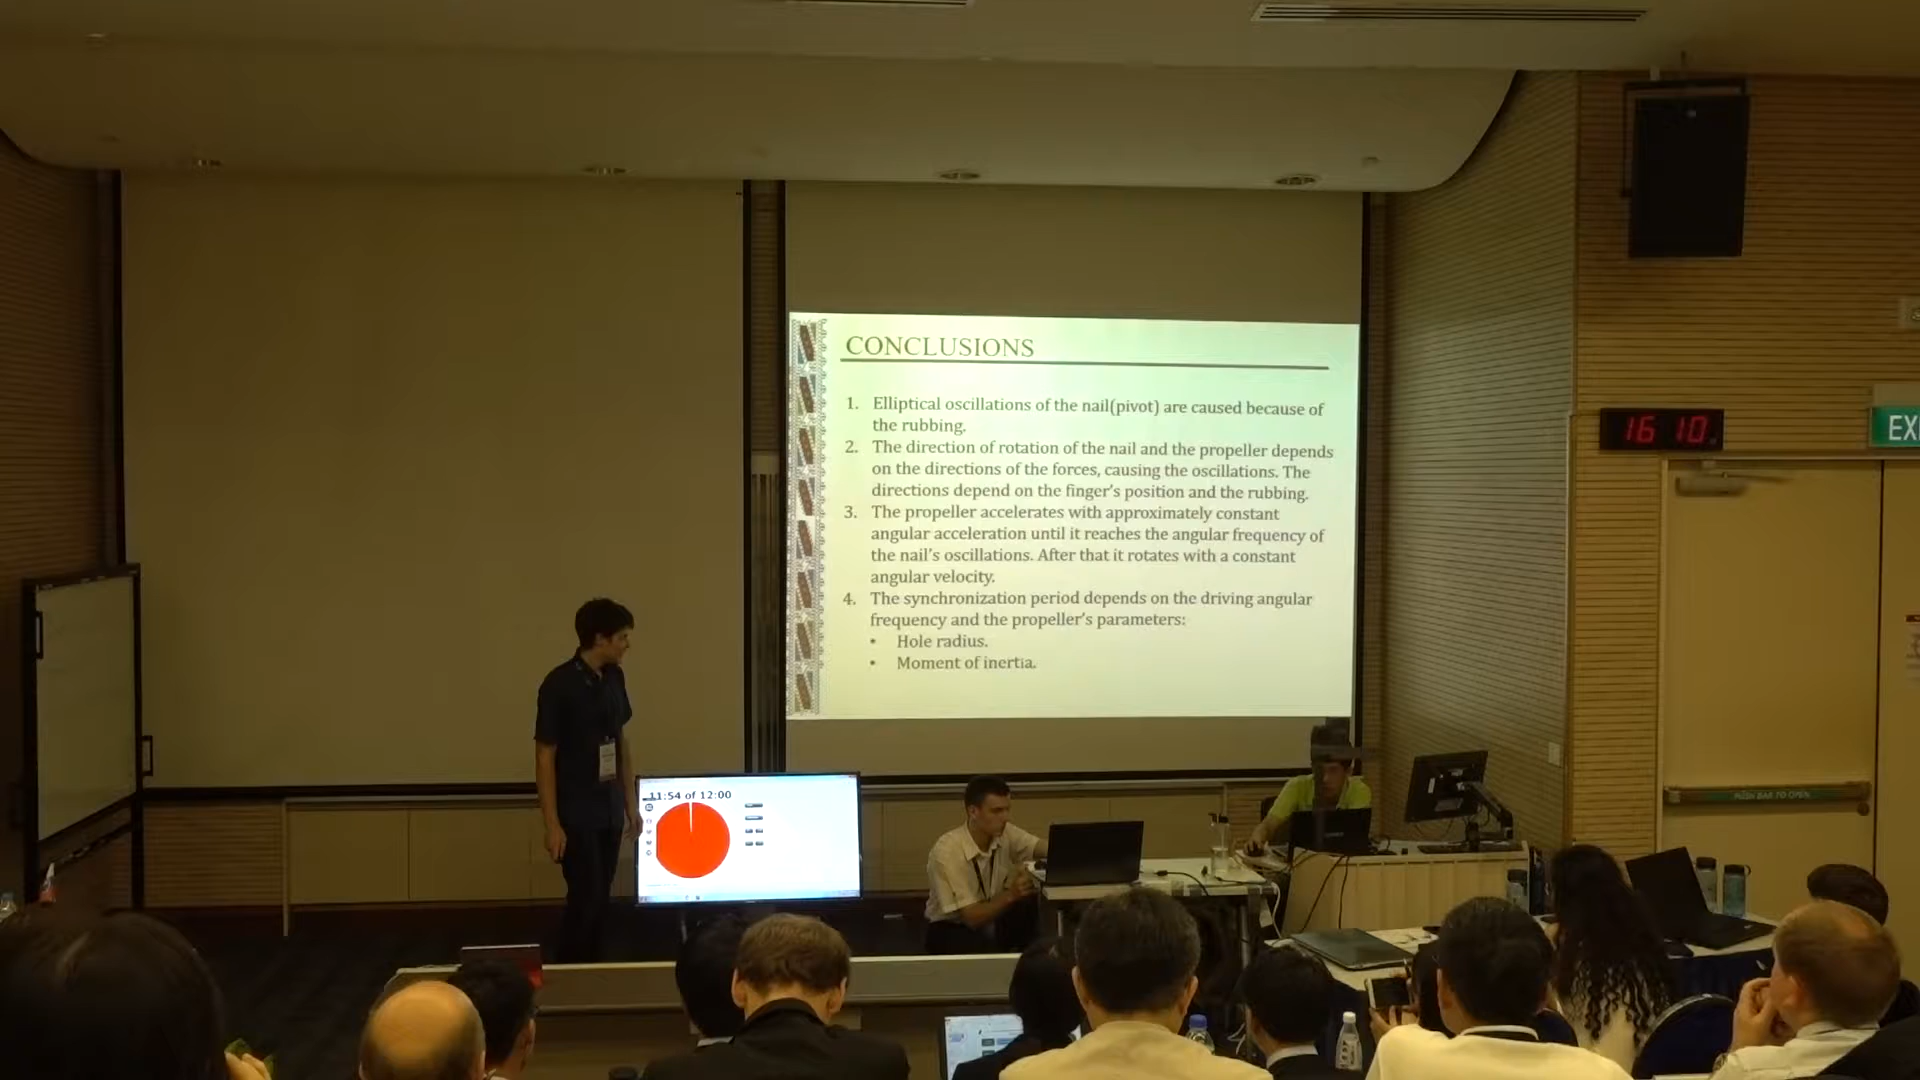 CONCLUSIONS
1. Elliptical oscillations of the nail(pivot) are caused because of
the rubbing.
2. The direction of rotation of the nail and the propeller depends
on the directions of the forces, causing the oscillations. The
directions depend on the finger's position and the rubbing.
3. The propeller accelerates with approximately constant
angular acceleration until it reaches the angular frequency of
the nail's oscillations. After that it rotates with a constant
angular velocity.
4. The synchronization period depends on the driving angular
frequency and the propeller's parameters:
• Hole radius.
• Moment of inertia.
16 10
EX
PUSH BAR TO OPEN
11:54 of 12:00